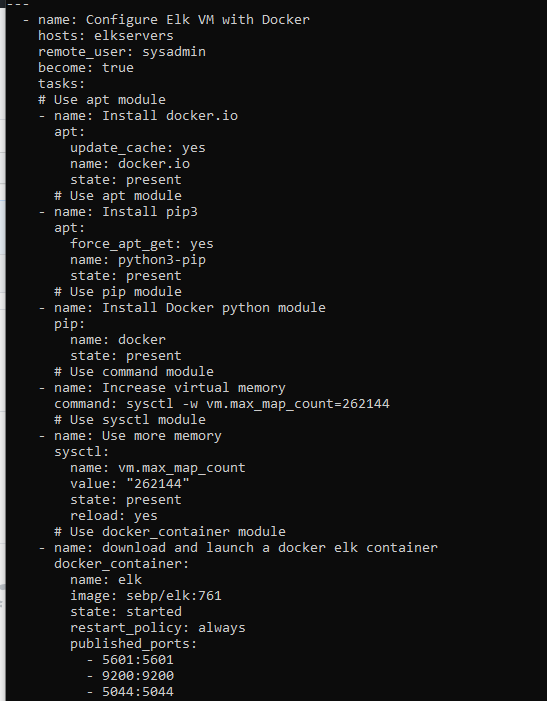 ---
  - name: Configure Elk VM with Docker
    hosts: elkservers
    remote_user: sysadmin
    become: true
    tasks:
    # Use apt module
    - name: Install docker.io
      apt:
        update_cache: yes
        name: docker.io
        state: present
      # Use apt module
    - name: Install pip3
      apt:
        force_apt_get: yes
        name: python3-pip
        state: present
      # Use pip module
    - name: Install Docker python module
      pip:
        name: docker
        state: present
      # Use command module
    - name: Increase virtual memory
      command: sysctl -w vm.max_map_count=262144
      # Use sysctl module
    - name: Use more memory
      sysctl:
        name: vm.max_map_count
        value: "262144"
        state: present
        reload: yes
      # Use docker_container module
    - name: download and launch a docker elk container
      docker_container:
        name: elk
        image: sebp/elk:761
        state: started
        restart_policy: always
        published_ports:
          - 5601:5601
          - 9200:9200
          - 5044:5044